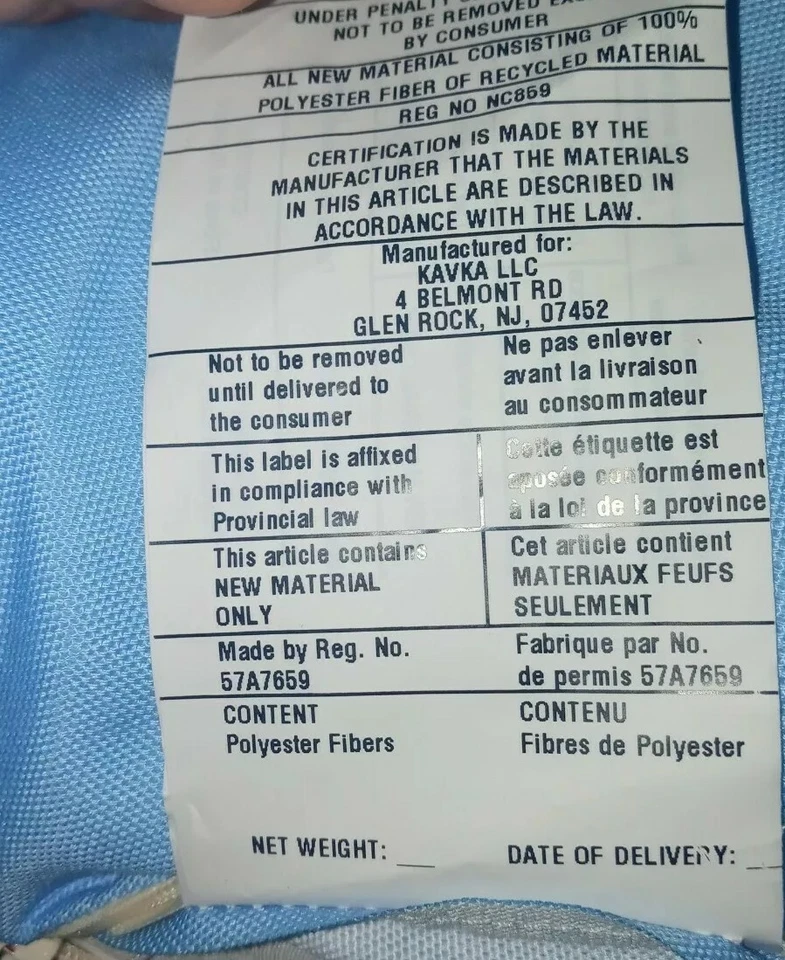 UNDER PENALTY
NOT TO BE REMOVED
BY CONSUMER
ALL NEW MATERIAL CONSISTING OF 100%
POLYESTER FIBER OF RECYCLED MATERIAL
REG NO NC859
CERTIFICATION IS MADE BY THE
MANUFACTURER THAT THE MATERIALS
IN THIS ARTICLE ARE DESCRIBED IN
ACCORDANCE WITH THE LAW.
Manufactured for:
KAVKA LLC
4 BELMONT RD
GLEN ROCK, NJ, 07452
Not to be removed
until delivered to
the consumer
Ne pas enlever
avant la livraison
au consommateur
This label is affixed
in compliance with
Provincial law
Cette étiquette est
aposée conformément
à la loi de la province
This article contains
NEW MATERIAL
ONLY
Cet article contient
MATERIAUX FEUFS
SEULEMENT
Made by Reg. No.
57A7659
Fabrique par No.
de permis 57A7659
CONTENT
Polyester Fibers
CONTENU
Fibres de Polyester
NET WEIGHT: __
DATE OF DELIVERY: __